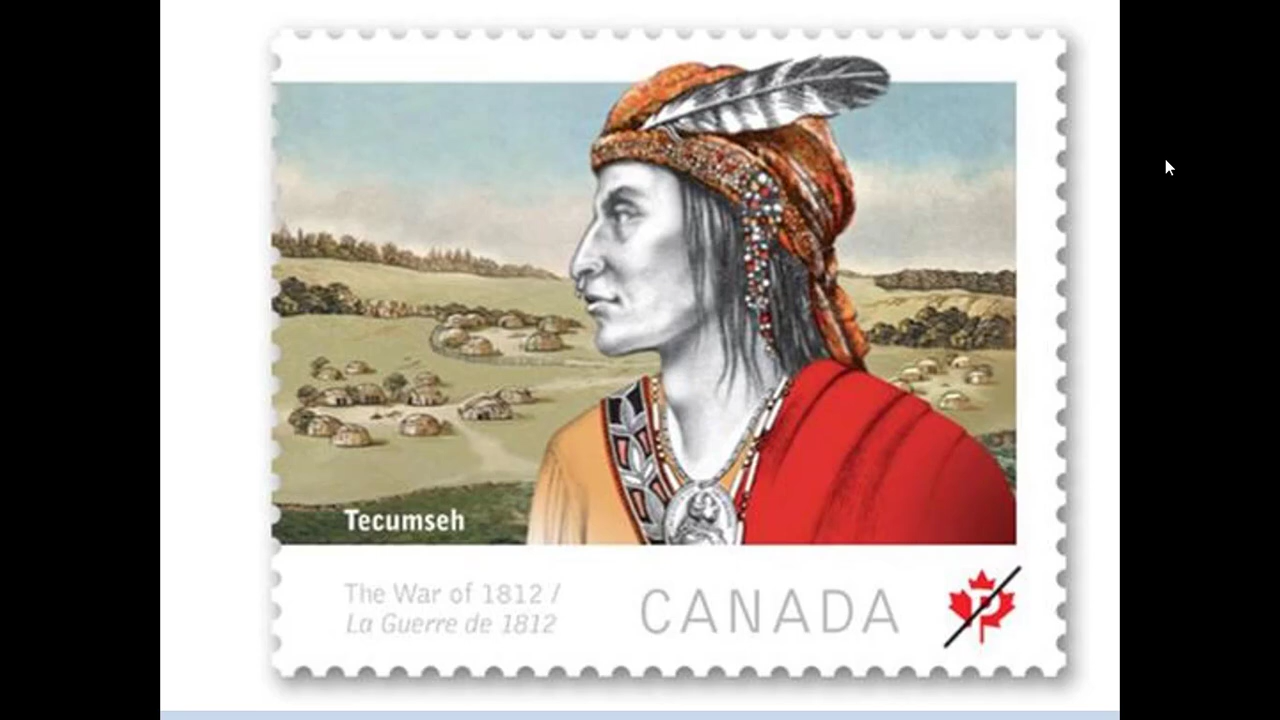 Tecumseh
The War of 1812 /
La Guerre de 1812
CANADA
P